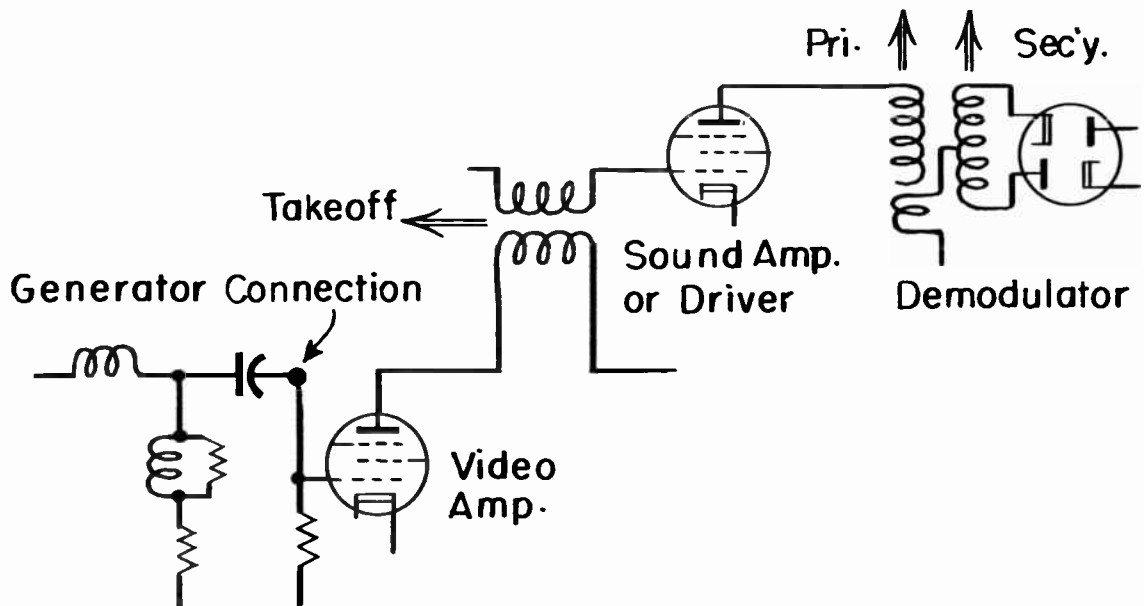 Pri.
Sec'y.
Takeoff
Sound Amp.
or Driver
Demodulator
Generator Connection
Video
Amp.